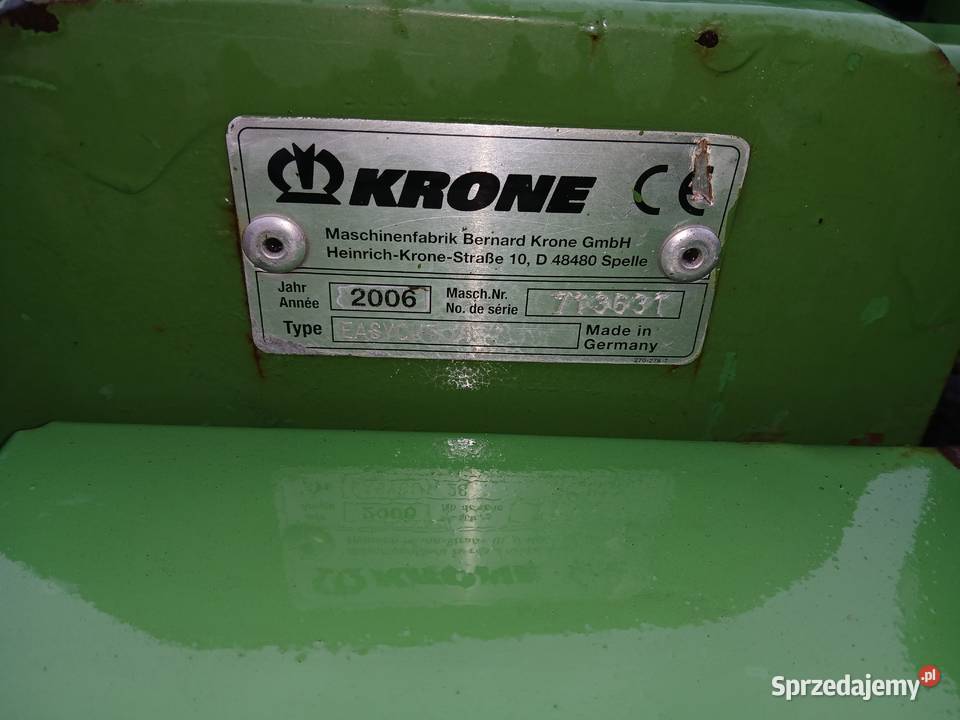 KRONE CE
Maschinenfabrik Bernard Krone GmbH
Heinrich-Krone-Straße 10, D 48480 Spelle
Jahr
Année
2006
Masch.Nr.
No. de série
Type
Made in
Germany
Sprzedajemy.pl